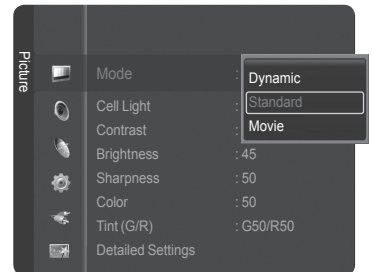 Picture
Mode :
Dynamic
Standard
Movie
Cell Light :
Contrast :
Brightness : 45
Sharpness : 50
Color : 50
Tint (G/R) : G50/R50
Detailed Settings